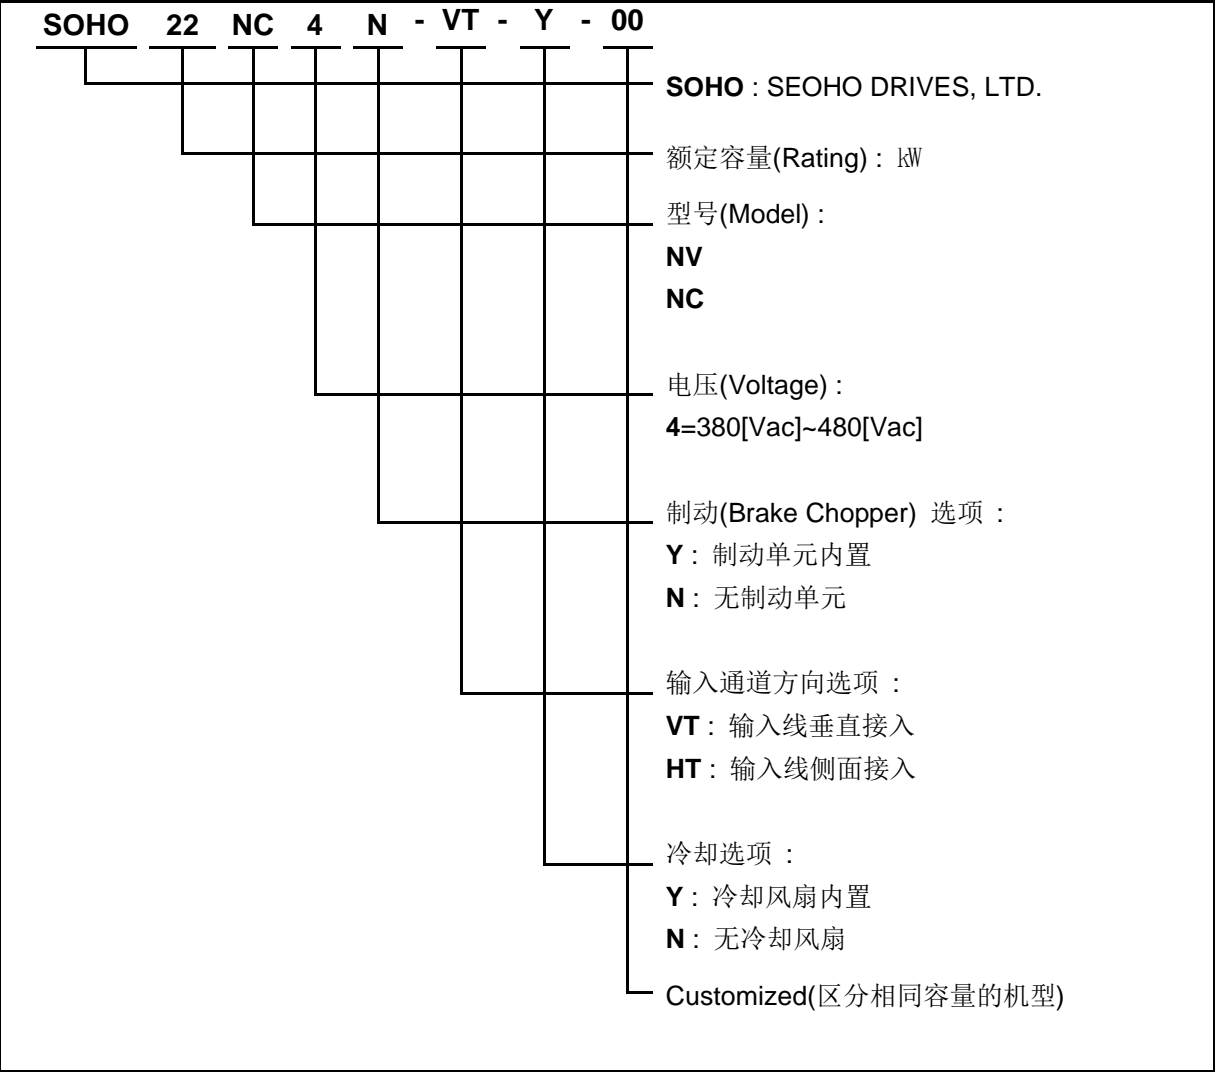 SOHO 22 NC 4 N - VT - Y - 00
SOHO : SEOHO DRIVES, LTD.
额定容量(Rating) : ㎾
型号(Model) :
NV
NC
电压(Voltage) :
4=380[Vac]~480[Vac]
制动(Brake Chopper) 选项 :
Y : 制动单元内置
N : 无制动单元
输入通道方向选项 :
VT : 输入线垂直接入
HT : 输入线侧面接入
冷却选项 :
Y : 冷却风扇内置
N : 无冷却风扇
Customized(区分相同容量的机型)